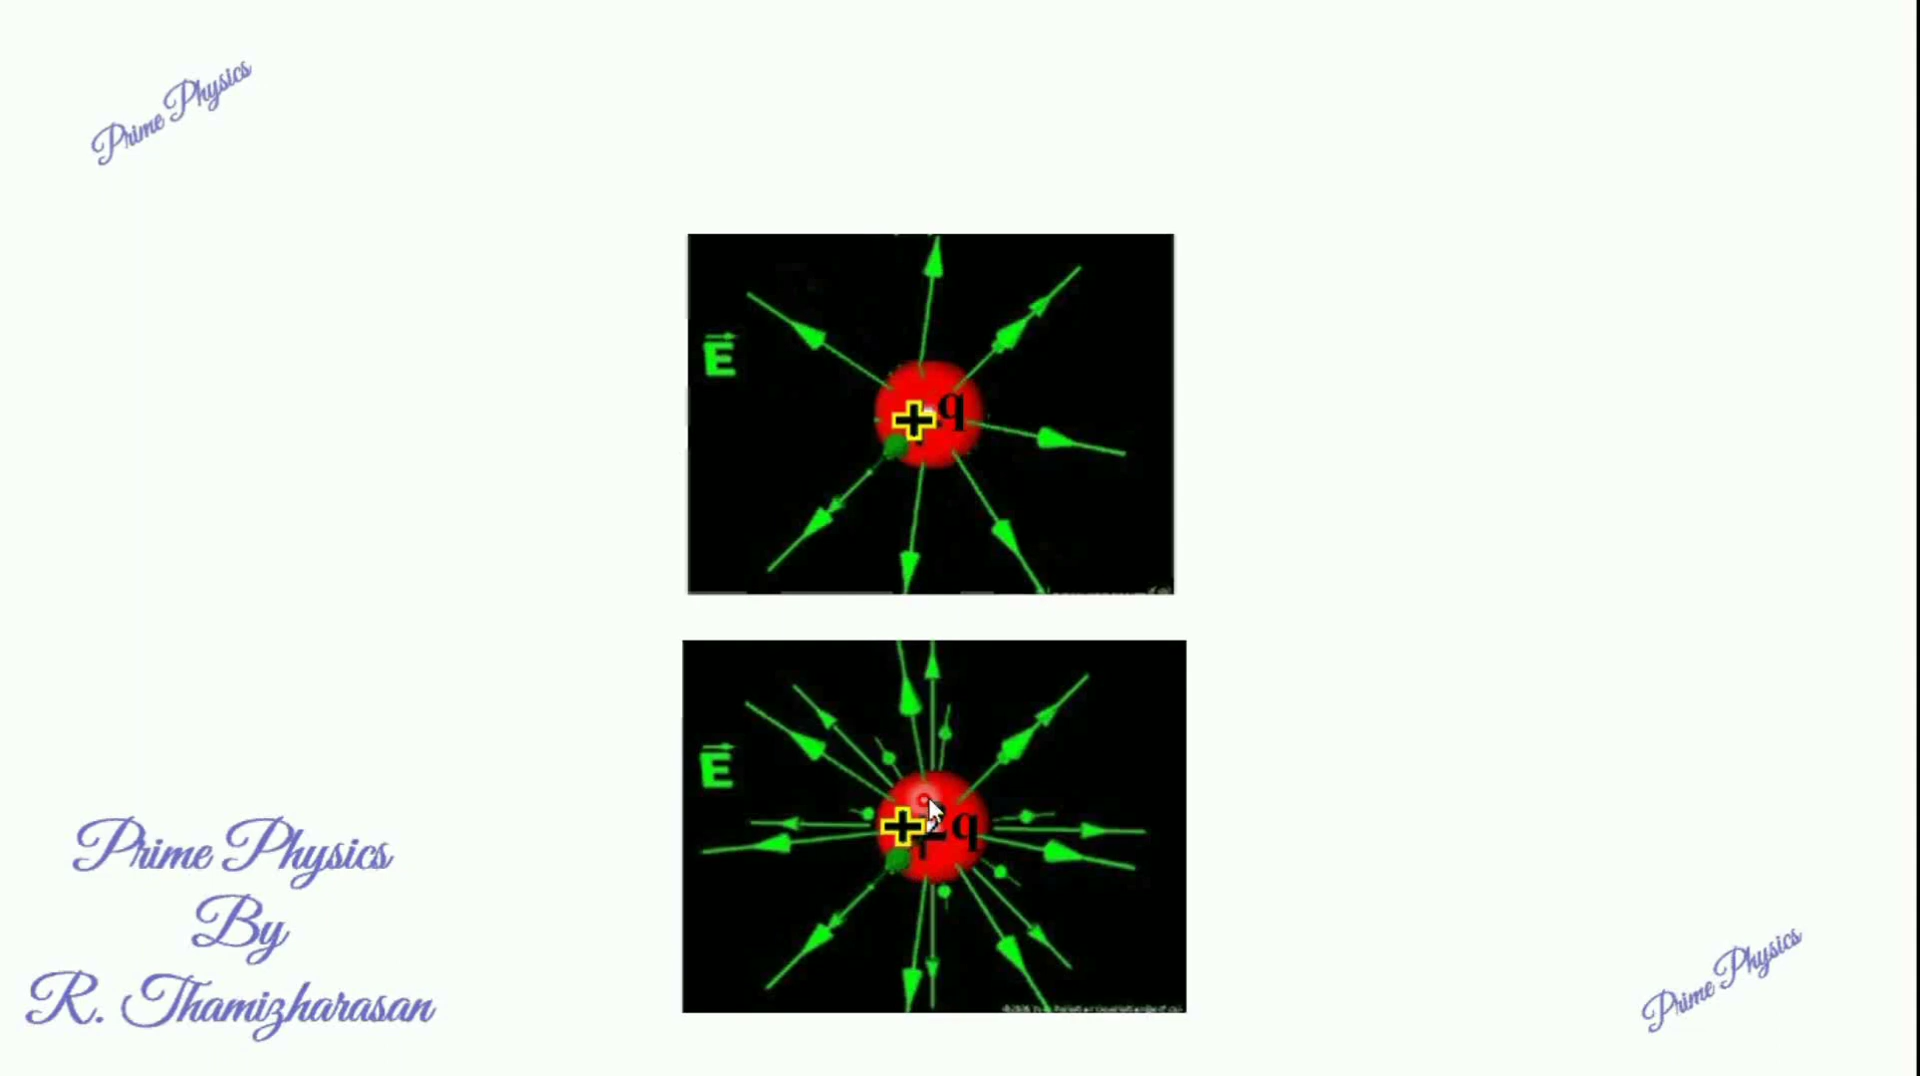 Prime Physics
E
+ q
E
+ q
Prime Physics
By
R. Thamizharasan
Prime Physics